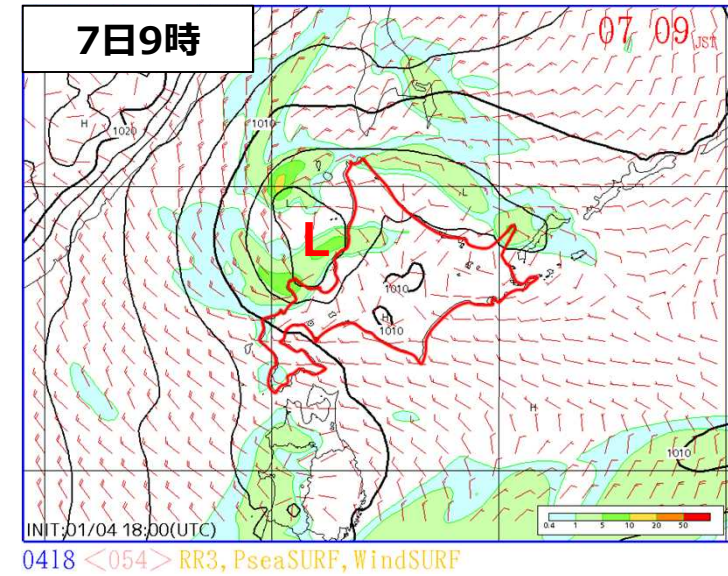 7日9時
07 09 JST
1010
H
1020
L
L
L
1010
H
1010
H
1010
INIT:01/04 18:00(UTC)
0.4 1 5 10 20 50
0418 <054> RR3,PseaSURF,WindSURF